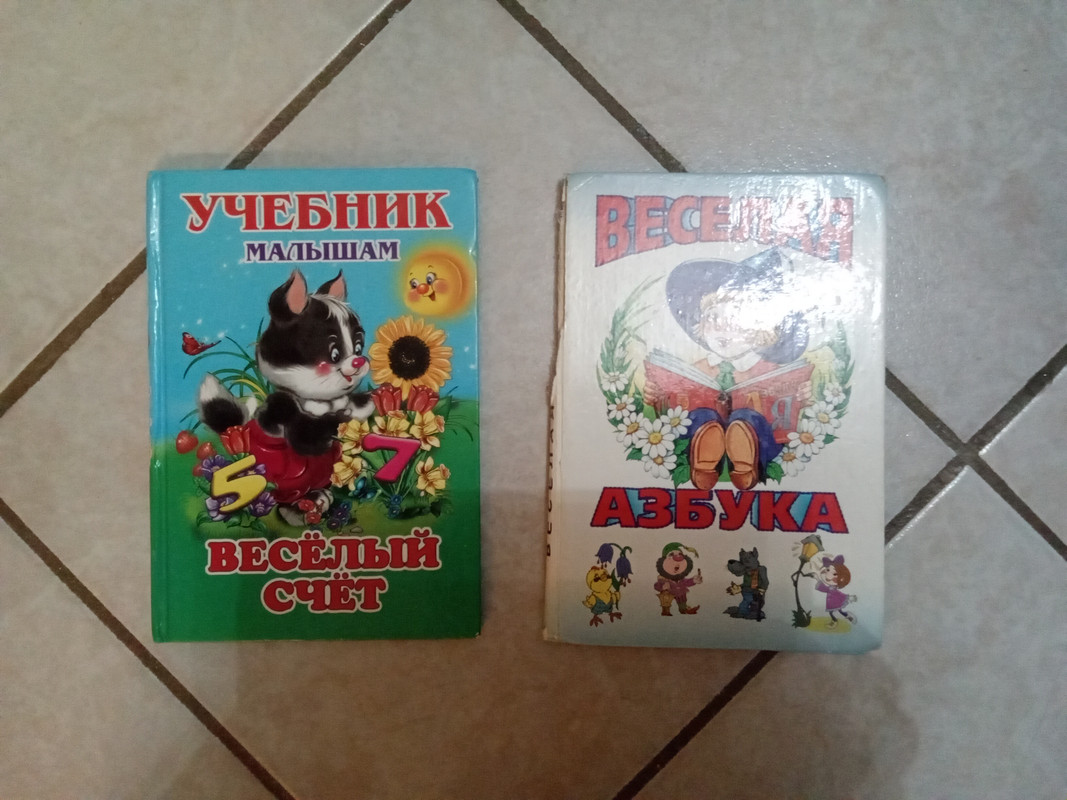 УЧЕБНИК
МАЛЫШАМ
5
7
ВЕСЁЛЫЙ
СЧЁТ
ВЕСЕЛАЯ
А Я
АЗБУКА